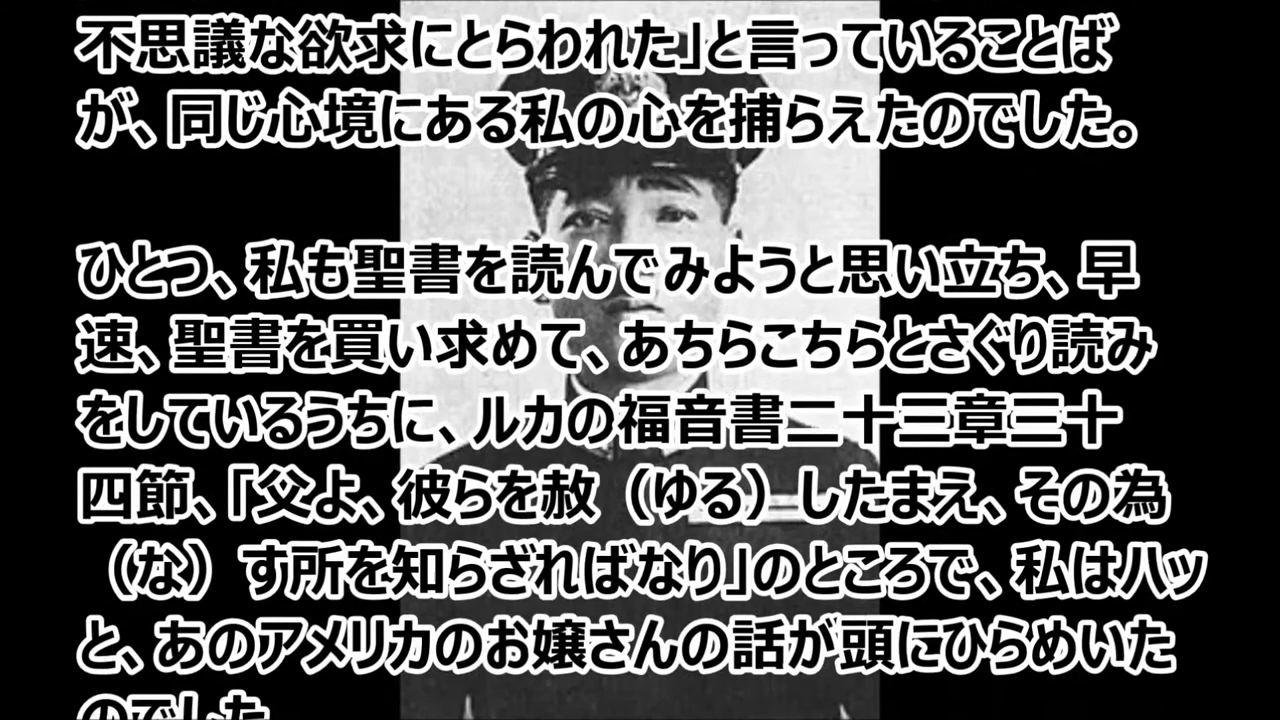 不思議な欲求にとらわれた」と言っていることば
が、同じ心境にある私の心を捕らえたのでした。
ひとつ、私も聖書を読んでみようと思い立ち、早
速、聖書を買い求めて、あちらこちらとさぐり読み
をしているうちに、ルカの福音書二十三章三十
四節、「父よ、彼らを赦（ゆる）したまえ、その為
（な）す所を知らざればなり」のところで、私はハッ
と、あのアメリカのお嬢さんの話が頭にひらめいた
のでした